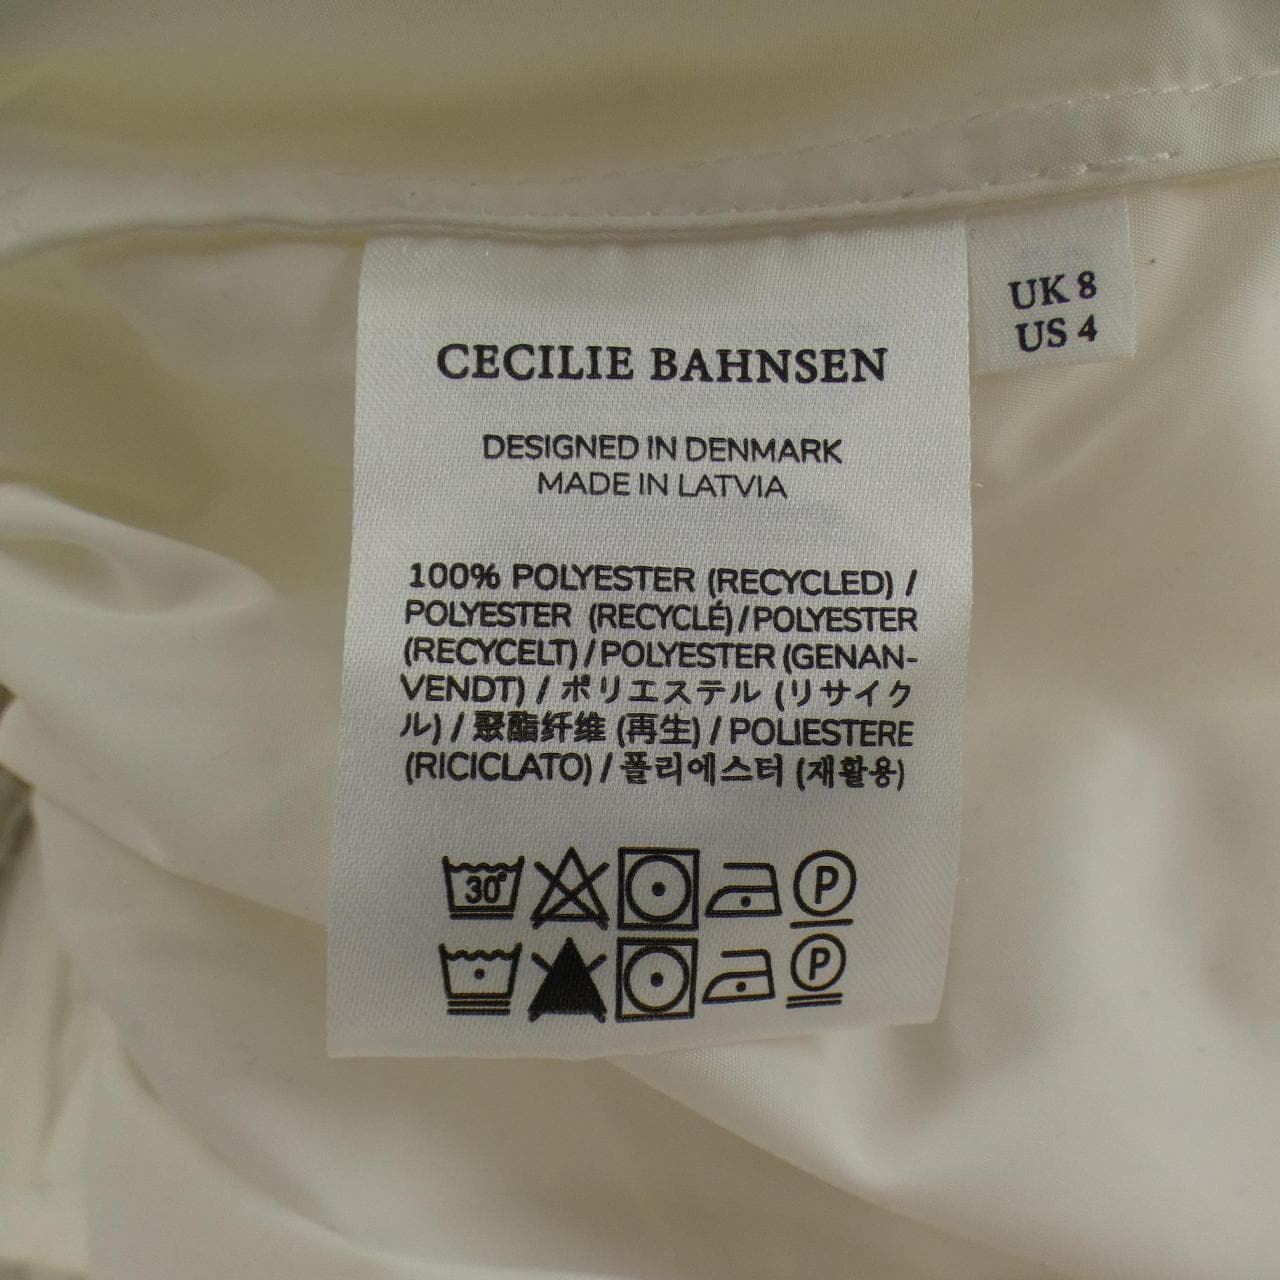 CECILIE BAHNSEN
DESIGNED IN DENMARK
MADE IN LATVIA
100% POLYESTER (RECYCLED) /
POLYESTER (RECYCLÉ)/POLYESTER
(RECYCELT)/POLYESTER (GENAN-
VENDT) / ポリエステル (リサイク
ル) / 聚酯纤维 (再生) / POLIESTERE
(RICICLATO) / 폴리에스터 (재활용)
30°
P
P
UK 8
US 4